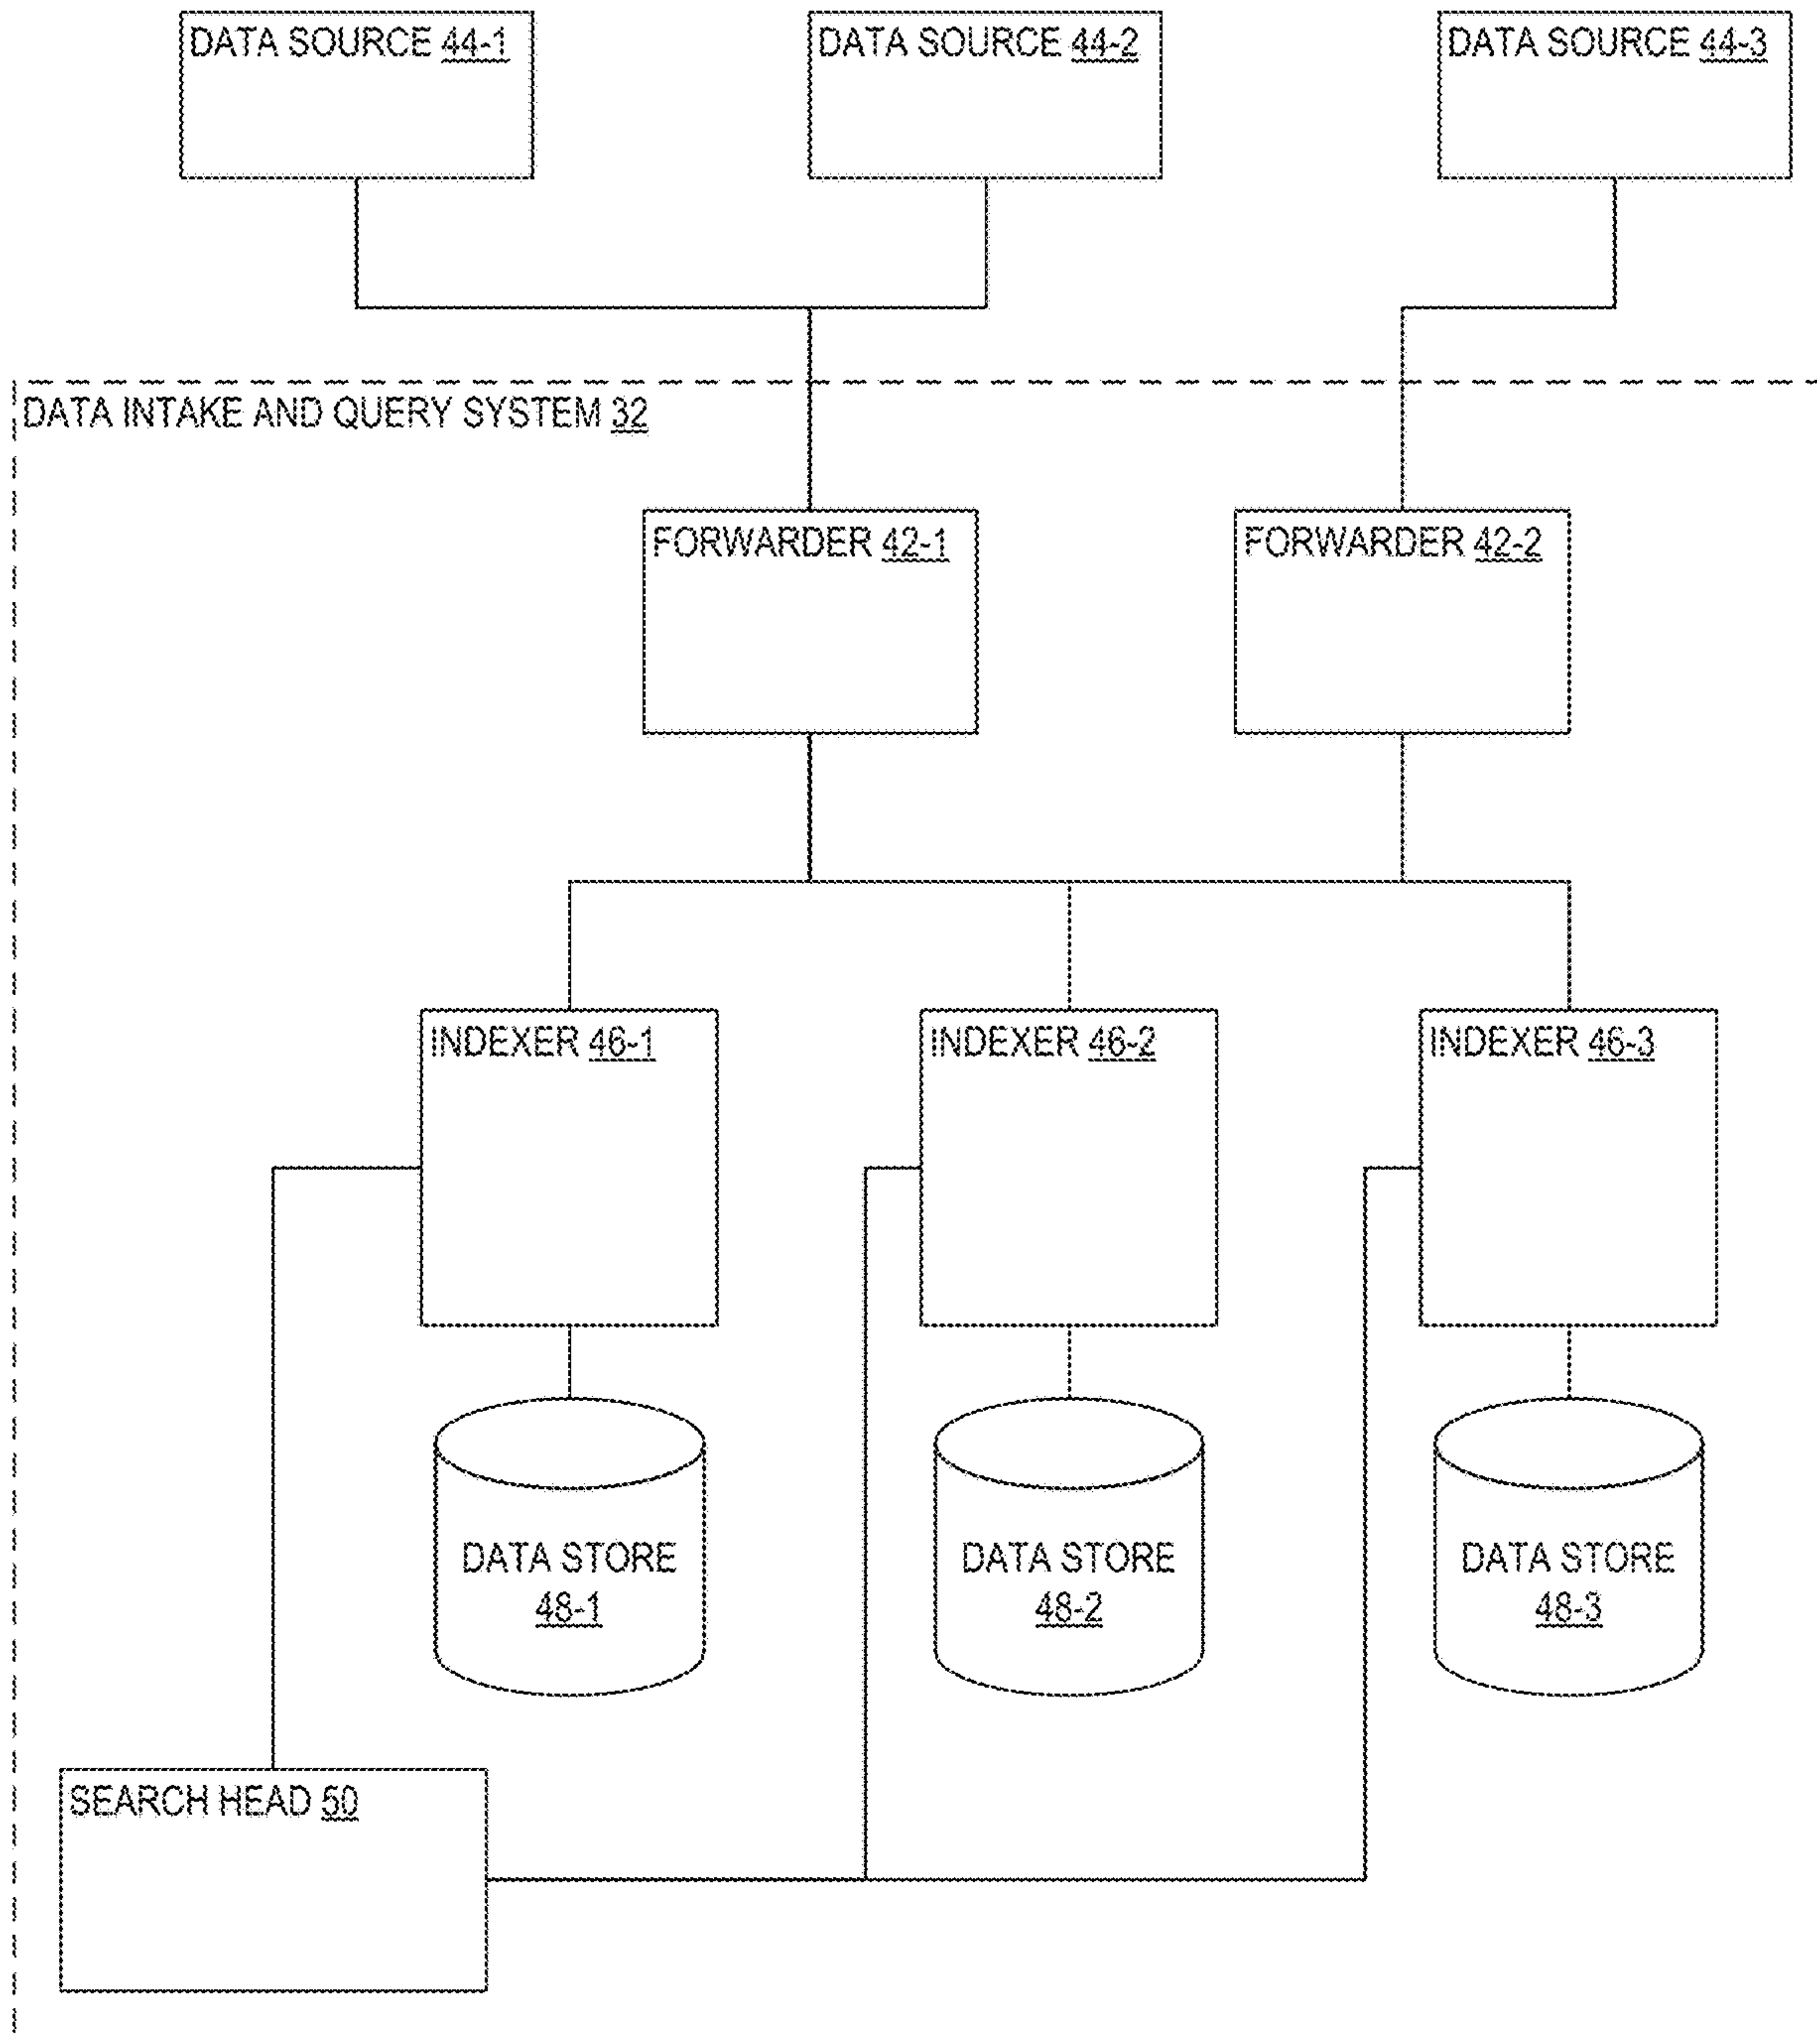 DATA SOURCE 44-1
DATA SOURCE 44-2
DATA SOURCE 44-3
DATA INTAKE AND QUERY SYSTEM 32
FORWARDER 42-1
FORWARDER 42-2
INDEXER 46-1
INDEXER 46-2
INDEXER 46-3
DATA STORE
48-1
DATA STORE
48-2
DATA STORE
48-3
SEARCH HEAD 50